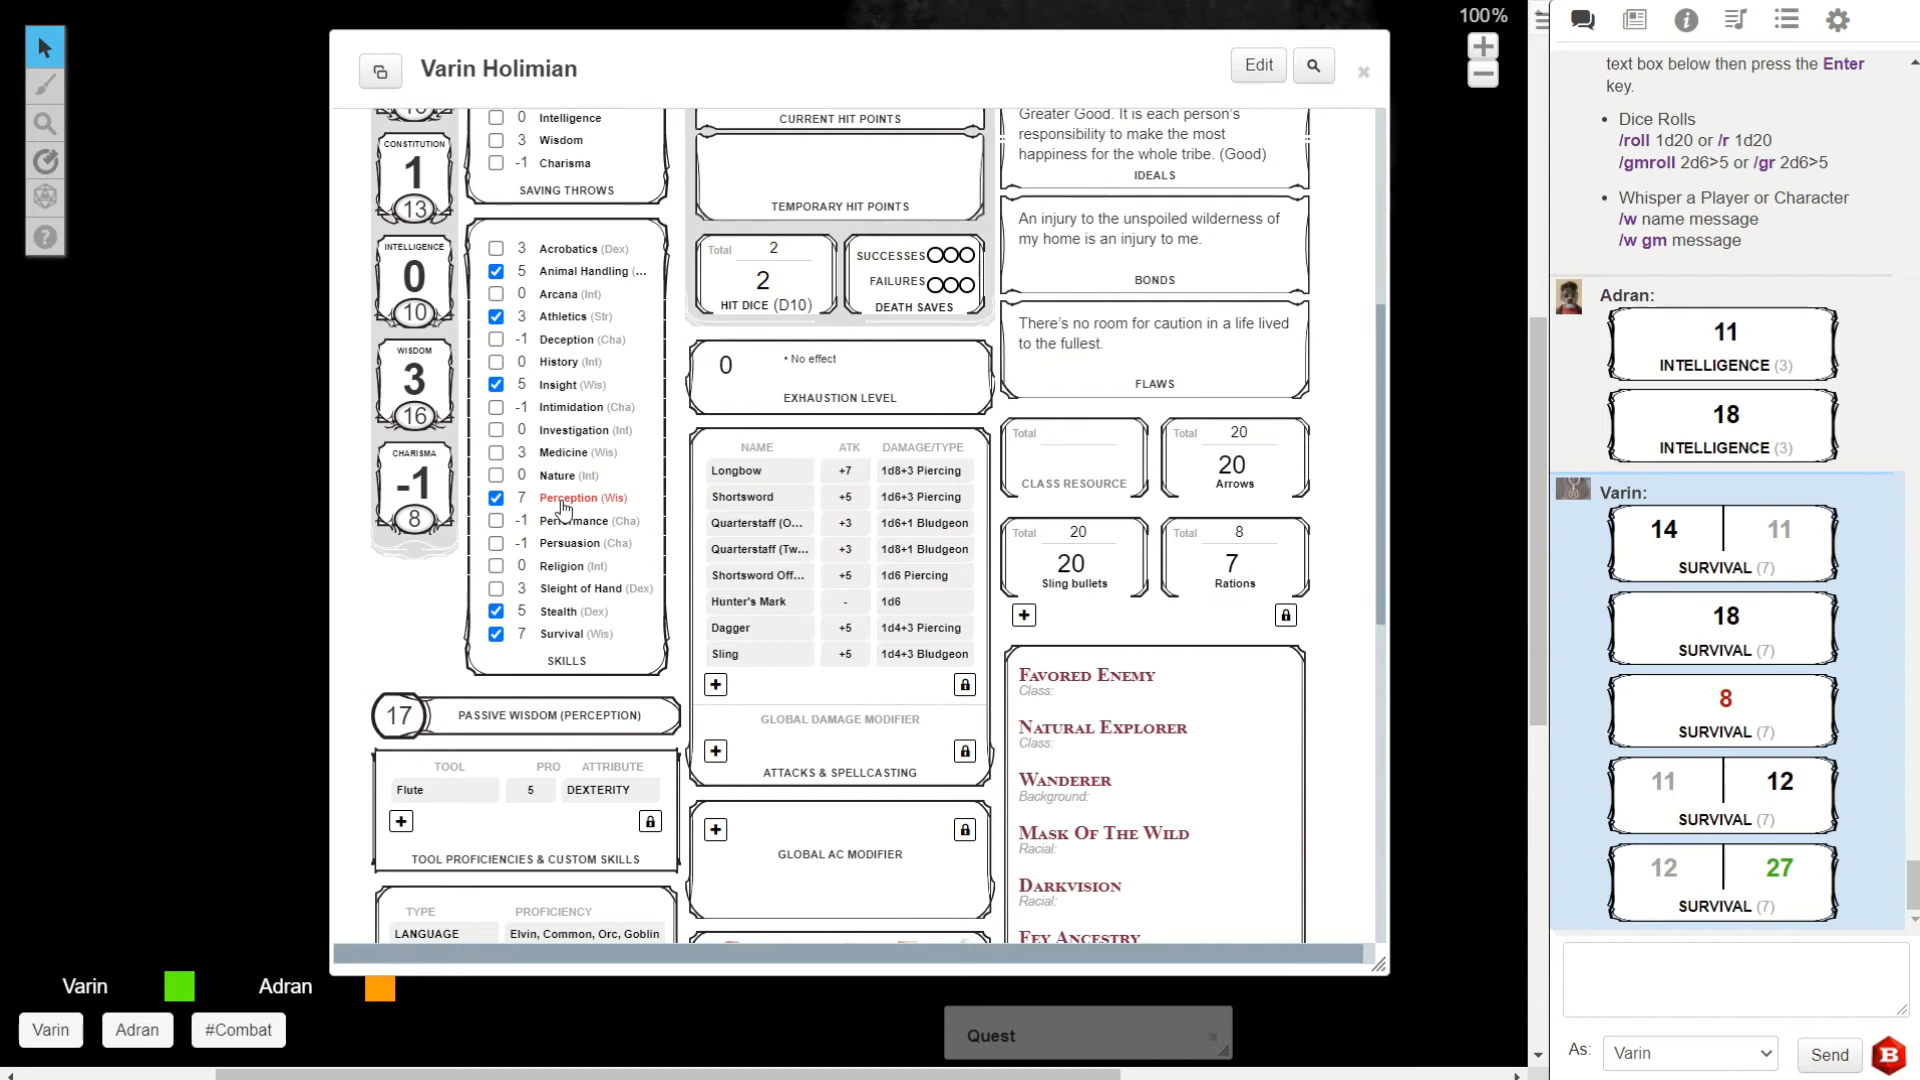 100%
Varin Holimian
Edit
0 Intelligence
3 Wisdom
-1 Charisma
SAVING THROWS
CONSTITUTION
1
13
INTELLIGENCE
0
10
WISDOM
3
16
CHARISMA
-1
8
3 Acrobatics (Dex)
5 Animal Handling (...
0 Arcana (Int)
3 Athletics (Str)
-1 Deception (Cha)
0 History (Int)
5 Insight (Wis)
-1 Intimidation (Cha)
0 Investigation (Int)
3 Medicine (Wis)
0 Nature (Int)
7 Perception (Wis)
-1 Performance (Cha)
-1 Persuasion (Cha)
0 Religion (Int)
3 Sleight of Hand (Dex)
5 Stealth (Dex)
7 Survival (Wis)
SKILLS
17 PASSIVE WISDOM (PERCEPTION)
TOOL PRO ATTRIBUTE
Flute 5 DEXTERITY
TOOL PROFICIENCIES & CUSTOM SKILLS
TYPE PROFICIENCY
LANGUAGE Elvin, Common, Orc, Goblin
CURRENT HIT POINTS
TEMPORARY HIT POINTS
Total 2
2
HIT DICE (D10)
SUCCESSES
FAILURES
DEATH SAVES
0 • No effect
EXHAUSTION LEVEL
NAME ATK DAMAGE/TYPE
Longbow +7 1d8+3 Piercing
Shortsword +5 1d6+3 Piercing
Quarterstaff (O... +3 1d6+1 Bludgeon
Quarterstaff (Tw... +3 1d8+1 Bludgeon
Shortsword Off... +5 1d6 Piercing
Hunter's Mark - 1d6
Dagger +5 1d4+3 Piercing
Sling +5 1d4+3 Bludgeon
GLOBAL DAMAGE MODIFIER
ATTACKS & SPELLCASTING
GLOBAL AC MODIFIER
Greater Good. It is each person's
responsibility to make the most
happiness for the whole tribe. (Good)
IDEALS
An injury to the unspoiled wilderness of
my home is an injury to me.
BONDS
There's no room for caution in a life lived
to the fullest.
FLAWS
Total
CLASS RESOURCE
Total 20
20
Arrows
Total 20
20
Sling bullets
Total 8
7
Rations
FAVORED ENEMY
Class:
NATURAL EXPLORER
Class:
WANDERER
Background:
MASK OF THE WILD
Racial:
DARKVISION
Racial:
FEY ANCESTRY
Varin Adran
Varin Adran #Combat
Quest
text box below then press the Enter
key.
• Dice Rolls
/roll 1d20 or /r 1d20
/gmroll 2d6>5 or /gr 2d6>5
• Whisper a Player or Character
/w name message
/w gm message
Adran:
11
INTELLIGENCE (3)
18
INTELLIGENCE (3)
Varin:
14 11
SURVIVAL (7)
18
SURVIVAL (7)
8
SURVIVAL (7)
11 12
SURVIVAL (7)
12 27
SURVIVAL (7)
As: Varin Send B